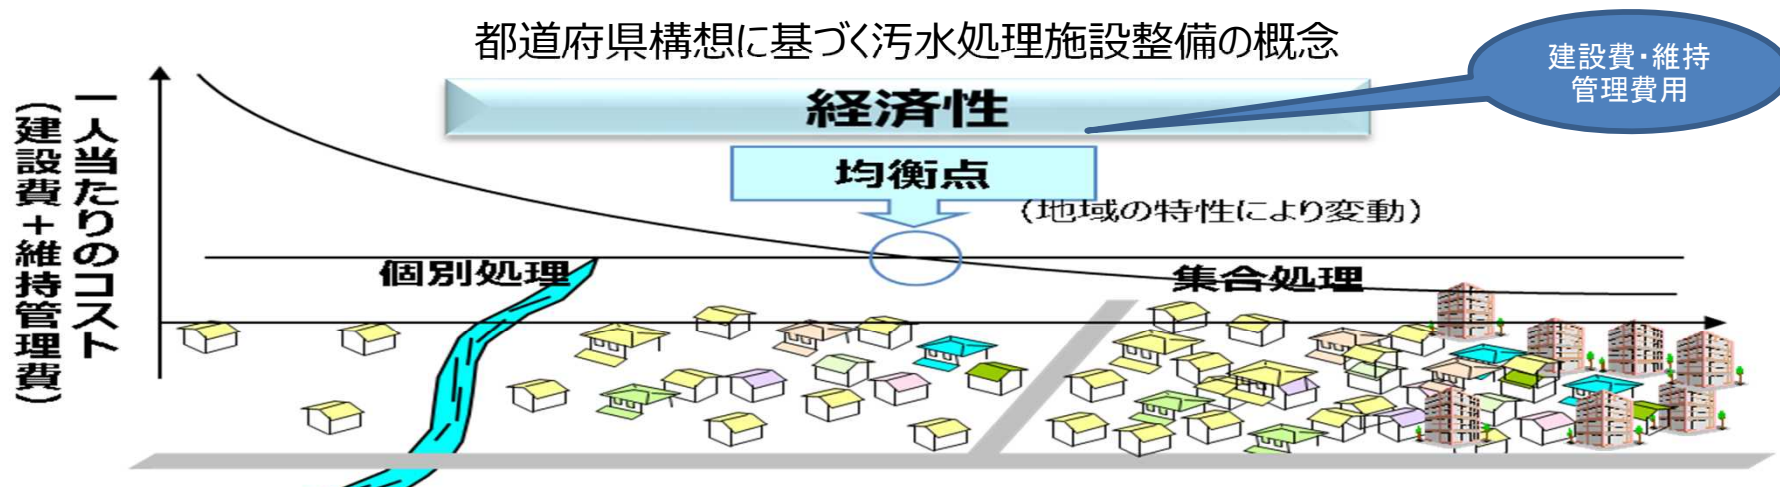 都道府県構想に基づく汚水処理施設整備の概念
建設費・維持
管理費用
経済性
均衡点
（地域の特性により変動）
一人当たりのコスト
（建設費＋維持管理費）
個別処理
集合処理